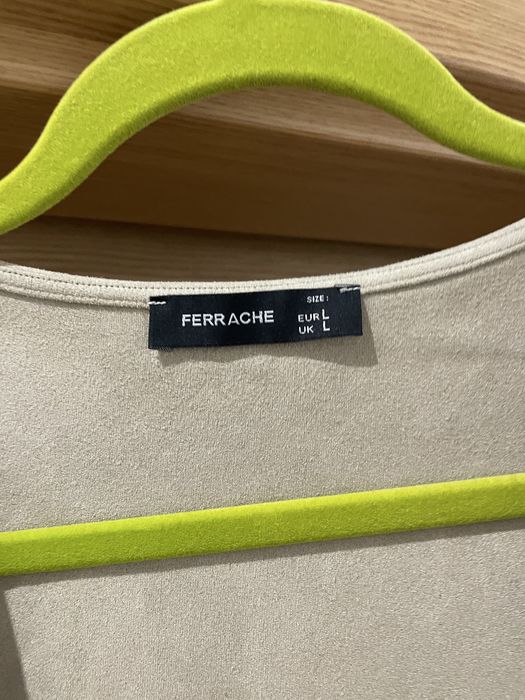 FERRACHE
SIZE :
EUR L
UK L